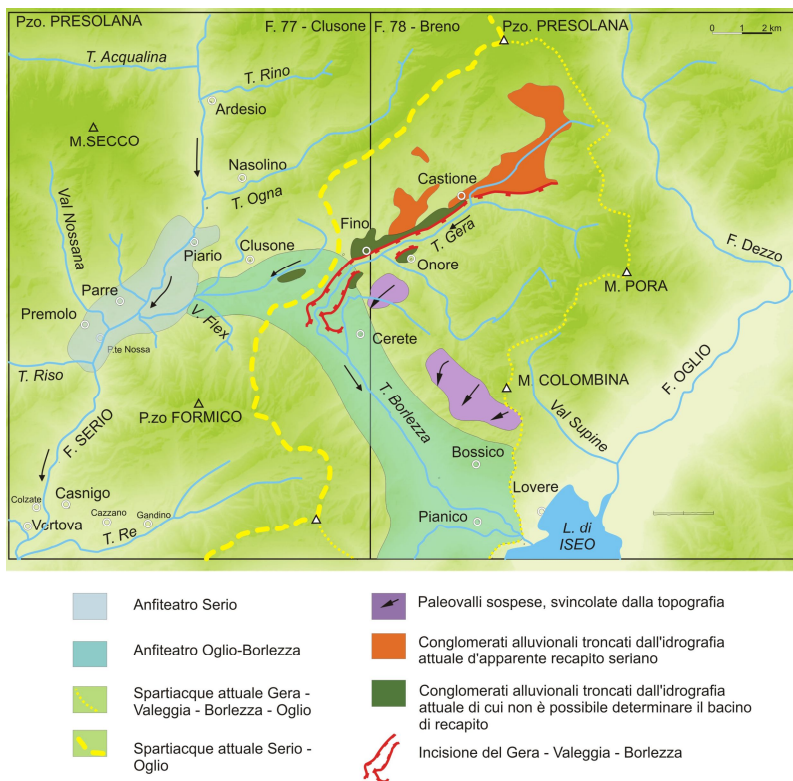 Pzo. PRESOLANA
F. 77 - Clusone
F. 78 - Breno
Pzo. PRESOLANA
0 1 2 km
T. Acqualina
T. Rino
Ardesio
M.SECCO
Nasolino
T. Ogna
Val Nossana
Castione
Fino
T. Gera
F. Dezzo
Piario
Clusone
Onore
M. PORA
Parre
Premolo
V. Flex
P.te Nossa
Cerete
T. Riso
P.zo FORMICO
T. Borlezza
M. COLOMBINA
F. OGLIO
F. SERIO
Val Supine
Bossico
Lovere
Colzate
Casnigo
Cazzano
Gandino
Vertova
T. Re
Pianico
L. di
ISEO
Anfiteatro Serio
Anfiteatro Oglio-Borlezza
Spartiacque attuale Gera -
Valeggia - Borlezza - Oglio
Spartiacque attuale Serio -
Oglio
Paleovalli sospese, svincolate dalla topografia
Conglomerati alluvionali troncati dall'idrografia
attuale d'apparente recapito seriano
Conglomerati alluvionali troncati dall'idrografia
attuale di cui non è possibile determinare il bacino
di recapito
Incisione del Gera - Valeggia - Borlezza